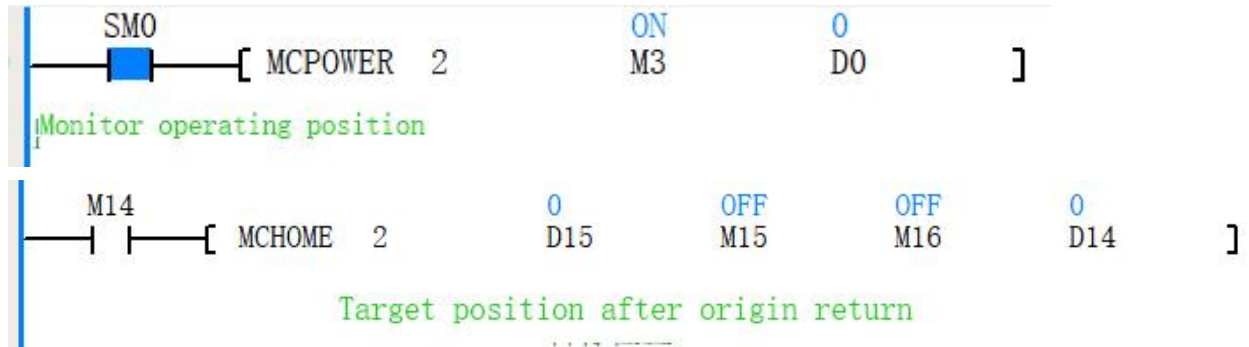 SM0 ON 0
[ MCPOWER 2 M3 D0 ]
Monitor operating position
M14 0 OFF OFF 0
[ MCHOME 2 D15 M15 M16 D14 ]
Target position after origin return